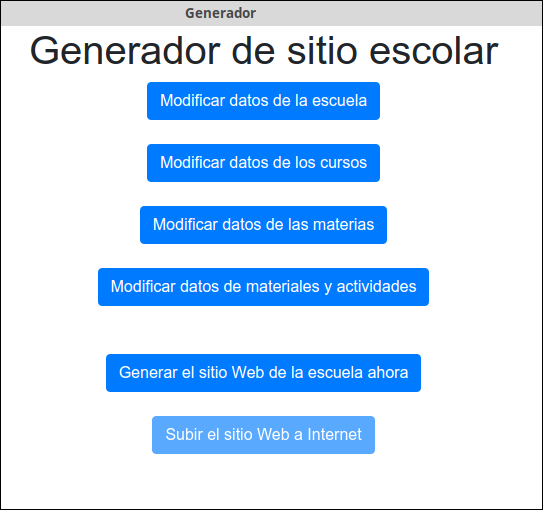 Generador
Generador de sitio escolar
Modificar datos de la escuela
Modificar datos de los cursos
Modificar datos de las materias
Modificar datos de materiales y actividades
Generar el sitio Web de la escuela ahora
Subir el sitio Web a Internet